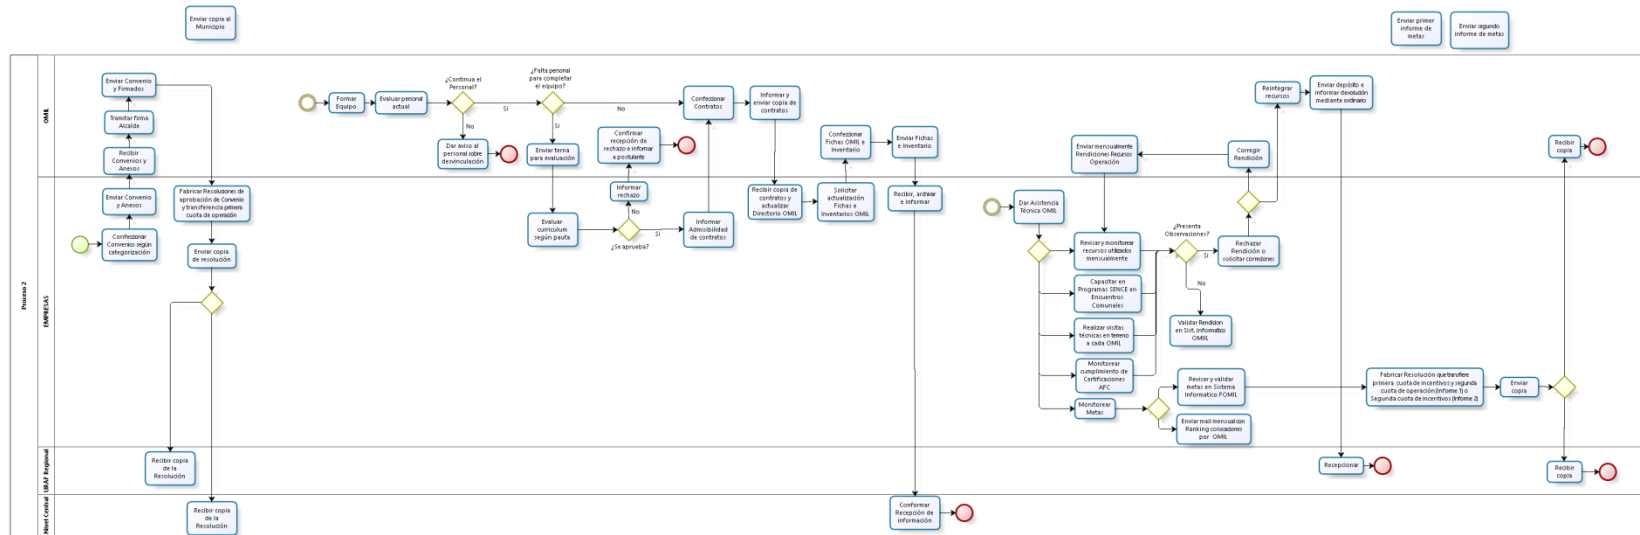 Enviar copia al
Municipio
Enviar primer
informe de
metas
Enviar segundo
informe de metas
Proceso 2
OMIL
EMPRESAS
URAF Regional
Nivel Central
Enviar Convenio
y Firmados
Tramitar firma
Alcalde
Recibir
Convenios y
Anexos
Enviar Convenio
y Anexos
Confeccionar
Convenios según
categorización
Fabricar Resoluciones de
aprobación de Convenio
y transferencia primera
cuota de operación
Enviar copia
de resolución
Recibir copia
de la
Resolución
Recibir copia
de la
Resolución
Formar
Equipo
Evaluar personal
actual
¿Continua el
Personal?
Si
No
Dar aviso al
personal sobre
desvinculación
¿Falta personal
para completar
el equipo?
No
Si
Enviar terna
para evaluación
Evaluar
curriculum
según pauta
¿Se aprueba?
No
Si
Informar
rechazo
Confirmar
recepción de
rechazo e informar
a postulante
Informar
Admisibilidad
de contratos
Confeccionar
Contratos
Informar y
enviar copia de
contratos
Recibir copia de
contratos y
actualizar
Directorio OMIL
Solicitar
actualización
Fichas e
Inventarios OMIL
Confeccionar
Fichas OMIL e
Inventario
Enviar Fichas
e Inventario
Recibir, archivar
e informar
Conformar
Recepción de
información
Dar Asistencia
Técnica OMIL
Enviar mensualmente
Rendiciones Recursos
Operación
Revisar y monitorear
recursos utilizados
mensualmente
Capacitar en
Programas SENCE en
Encuentros
Comunales
Realizar visitas
técnicas en terreno
a cada OMIL
Monitorear
cumplimiento de
Certificaciones
AFC
Monitorear
Metas
Revisar y validar
metas en Sistema
Informatico FOMIL
Enviar mail mensual con
Ranking colocaciones
por OMIL
¿Presenta
Observaciones?
Si
No
Validar Rendicion
en Sist. informatico
OMIL
Rechazar
Rendición o
solicitar correciones
Corregir
Rendición
Reintegrar
recursos
Enviar depósito e
informar devolución
mediante ordinario
Recepcionar
Fabricar Resolución que transfiere
primera cuota de incentivos y segunda
cuota de operación (Infome 1) o
Segunda cuota de incentivos (Infome 2)
Enviar
copia
Recibir
copia
Recibir
copia